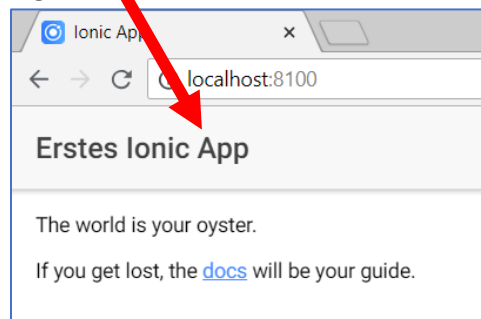 Ionic App
localhost:8100
Erstes Ionic App
The world is your oyster.
If you get lost, the docs will be your guide.